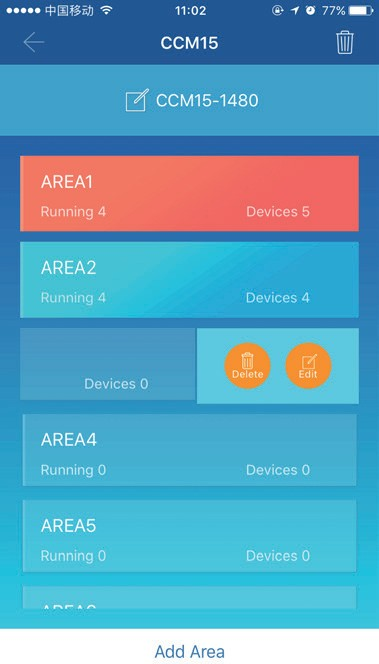 中国移动 11:02 77%
CCM15
CCM15-1480
AREA1
Running 4 Devices 5
AREA2
Running 4 Devices 4
Devices 0 Delete Edit
AREA4
Running 0 Devices 0
AREA5
Running 0 Devices 0
Add Area